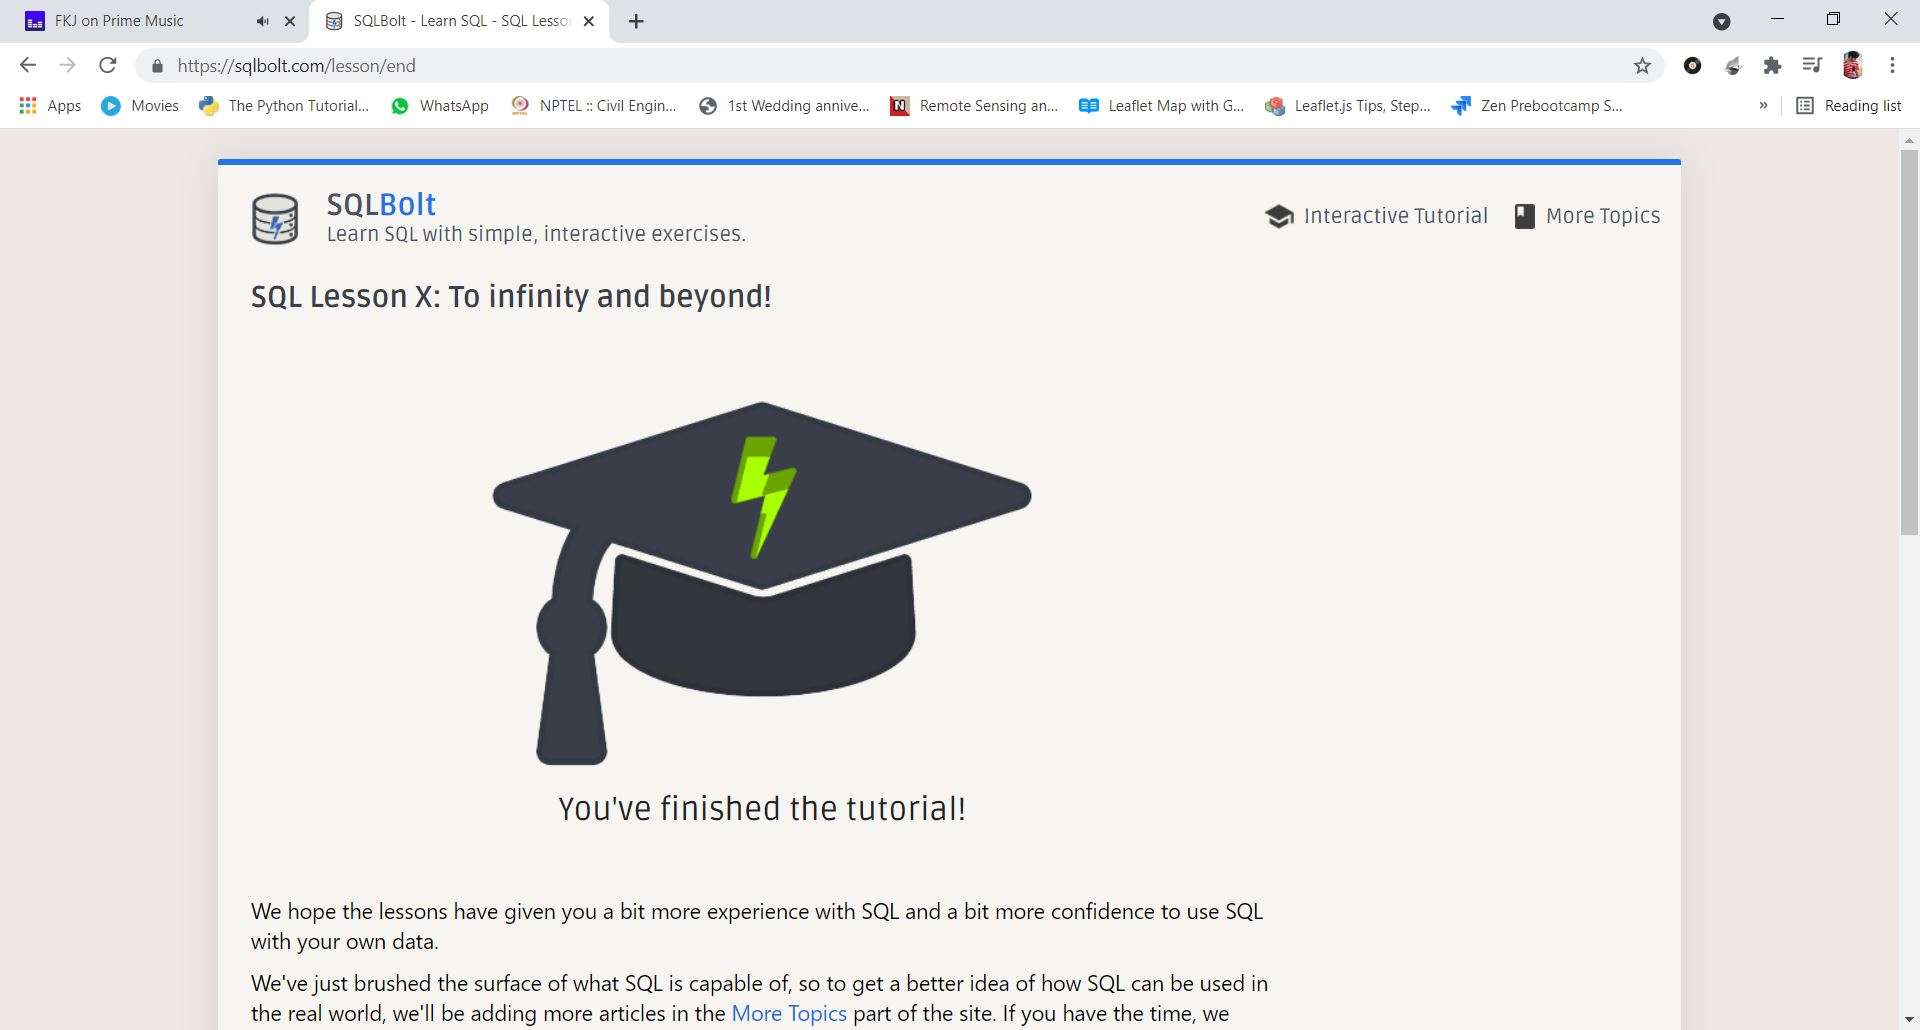 FKJ on Prime Music
SQLBolt - Learn SQL - SQL Lesson
https://sqlbolt.com/lesson/end
Apps
Movies
The Python Tutorial...
WhatsApp
NPTEL :: Civil Engin...
1st Wedding annive...
Remote Sensing an...
Leaflet Map with G...
Leaflet.js Tips, Step...
Zen Prebootcamp S...
»
Reading list
SQLBolt
Learn SQL with simple, interactive exercises.
Interactive Tutorial
More Topics
SQL Lesson X: To infinity and beyond!
You've finished the tutorial!
We hope the lessons have given you a bit more experience with SQL and a bit more confidence to use SQL
with your own data.
We've just brushed the surface of what SQL is capable of, so to get a better idea of how SQL can be used in
the real world, we'll be adding more articles in the More Topics part of the site. If you have the time, we